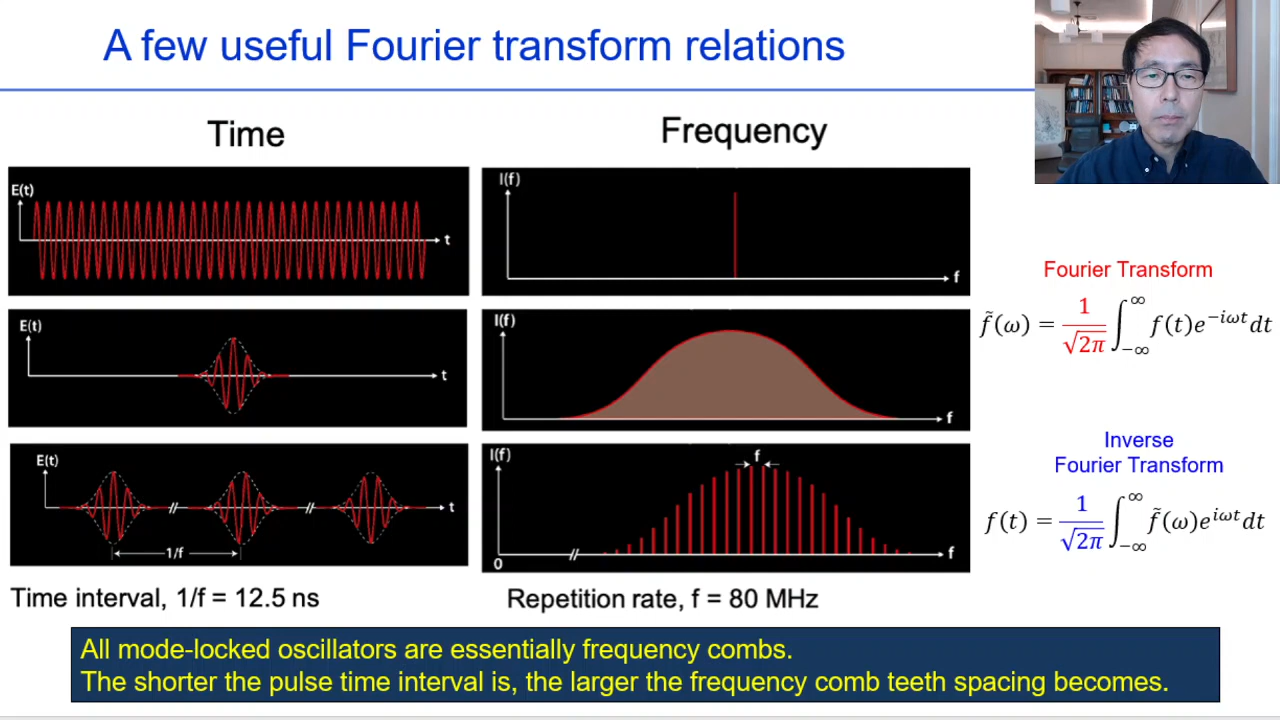 A few useful Fourier transform relations
Time
Frequency
E(t)
t
I(f)
f
E(t)
t
I(f)
f
E(t)
t
1/f
I(f)
f
f
0
Time interval, 1/f = 12.5 ns
Repetition rate, f = 80 MHz
Fourier Transform
f̃(ω) = 1/√2π ∫_{−∞}^{∞} f(t)e^{−iωt}dt
Inverse
Fourier Transform
f(t) = 1/√2π ∫_{−∞}^{∞} f̃(ω)e^{iωt}dt
All mode-locked oscillators are essentially frequency combs.
The shorter the pulse time interval is, the larger the frequency comb teeth spacing becomes.